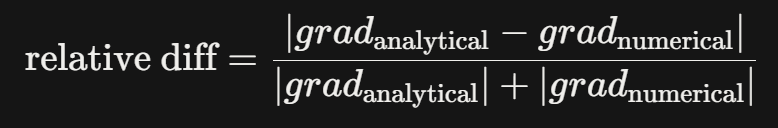 relative diff = |grad_analytical − grad_numerical| / |grad_analytical| + |grad_numerical|